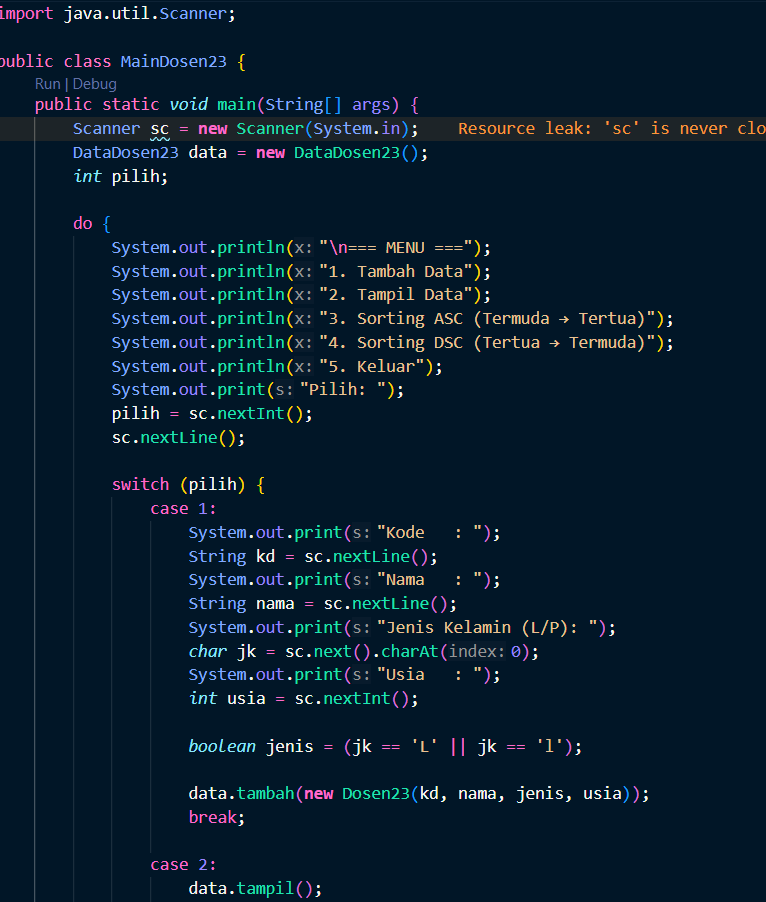 import java.util.Scanner;
public class MainDosen23 {
Run | Debug
public static void main(String[] args) {
Scanner sc = new Scanner(System.in); Resource leak: 'sc' is never clo
DataDosen23 data = new DataDosen23();
int pilih;
do {
System.out.println(x: "\n=== MENU ===");
System.out.println(x: "1. Tambah Data");
System.out.println(x: "2. Tampil Data");
System.out.println(x: "3. Sorting ASC (Termuda → Tertua)");
System.out.println(x: "4. Sorting DSC (Tertua → Termuda)");
System.out.println(x: "5. Keluar");
System.out.print(s: "Pilih: ");
pilih = sc.nextInt();
sc.nextLine();
switch (pilih) {
case 1:
System.out.print(s: "Kode   : ");
String kd = sc.nextLine();
System.out.print(s: "Nama   : ");
String nama = sc.nextLine();
System.out.print(s: "Jenis Kelamin (L/P): ");
char jk = sc.next().charAt(index: 0);
System.out.print(s: "Usia   : ");
int usia = sc.nextInt();
boolean jenis = (jk == 'L' || jk == 'l');
data.tambah(new Dosen23(kd, nama, jenis, usia));
break;
case 2:
data.tampil();